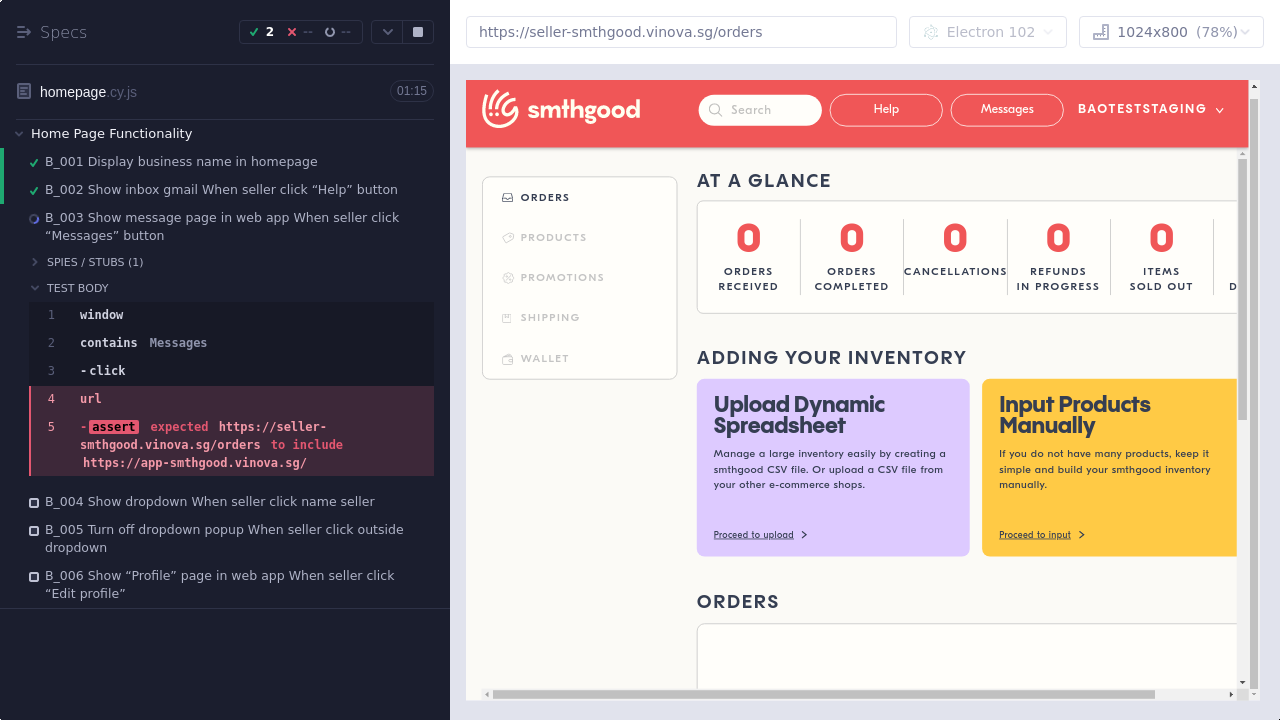 Specs
2
--
--
https://seller-smthgood.vinova.sg/orders
Electron 102
1024x800 (78%)
homepage.cy.js
01:15
Home Page Functionality
B_001 Display business name in homepage
B_002 Show inbox gmail When seller click “Help” button
B_003 Show message page in web app When seller click
“Messages” button
SPIES / STUBS (1)
TEST BODY
1 window
2 contains Messages
3 -click
4 url
5 -assert expected https://seller-
smthgood.vinova.sg/orders to include
https://app-smthgood.vinova.sg/
B_004 Show dropdown When seller click name seller
B_005 Turn off dropdown popup When seller click outside
dropdown
B_006 Show “Profile” page in web app When seller click
“Edit profile”
smthgood
Search
Help
Messages
BAOTESTSTAGING
ORDERS
PRODUCTS
PROMOTIONS
SHIPPING
WALLET
AT A GLANCE
0 0 0 0 0
ORDERS
RECEIVED
ORDERS
COMPLETED
CANCELLATIONS
REFUNDS
IN PROGRESS
ITEMS
SOLD OUT
D
ADDING YOUR INVENTORY
Upload Dynamic
Spreadsheet
Manage a large inventory easily by creating a
smthgood CSV file. Or upload a CSV file from
your other e-commerce shops.
Proceed to upload
Input Products
Manually
If you do not have many products, keep it
simple and build your smthgood inventory
manually.
Proceed to input
ORDERS